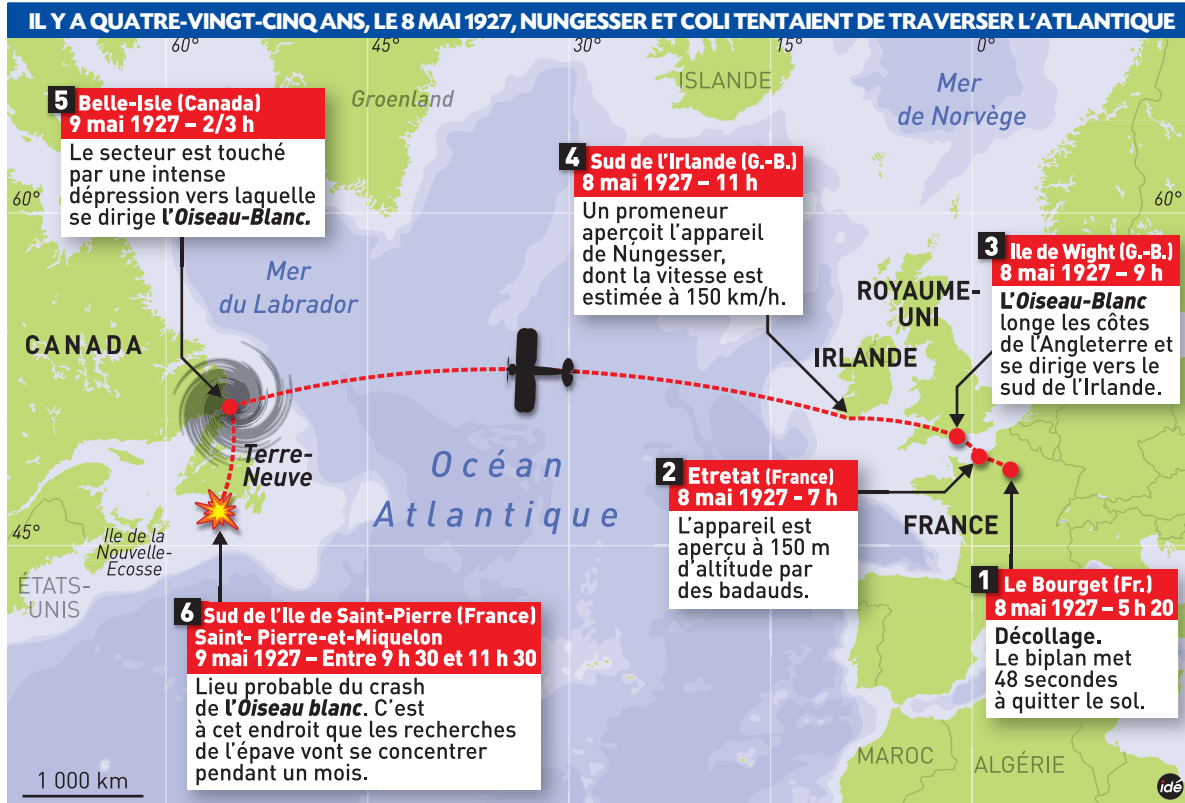 IL Y A QUATRE-VINGT-CINQ ANS, LE 8 MAI 1927, NUNGESSER ET COLI TENTAIENT DE TRAVERSER L'ATLANTIQUE
60°
45°
30°
15°
0°
60°
45°
5 Belle-Isle (Canada)
9 mai 1927 – 2/3 h
Le secteur est touché
par une intense
dépression vers laquelle
se dirige l'Oiseau-Blanc.
Groenland
ISLANDE
Mer
de Norvège
4 Sud de l'Irlande (G.-B.)
8 mai 1927 – 11 h
Un promeneur
aperçoit l'appareil
de Nungesser,
dont la vitesse est
estimée à 150 km/h.
3 Ile de Wight (G.-B.)
8 mai 1927 – 9 h
L'Oiseau-Blanc
longe les côtes
de l'Angleterre et
se dirige vers le
sud de l'Irlande.
Mer
du Labrador
ROYAUME-
UNI
IRLANDE
CANADA
Terre-
Neuve
Océan
Atlantique
2 Etretat (France)
8 mai 1927 - 7 h
L'appareil est
aperçu à 150 m
d'altitude par
des badauds.
FRANCE
Ile de la
Nouvelle-
Ecosse
ÉTATS-
UNIS
1 Le Bourget (Fr.)
8 mai 1927 – 5 h 20
Décollage.
Le biplan met
48 secondes
à quitter le sol.
6 Sud de l'Ile de Saint-Pierre (France)
Saint- Pierre-et-Miquelon
9 mai 1927 – Entre 9 h 30 et 11 h 30
Lieu probable du crash
de l'Oiseau blanc. C'est
à cet endroit que les recherches
de l'épave vont se concentrer
pendant un mois.
MAROC
ALGÉRIE
1 000 km
idé